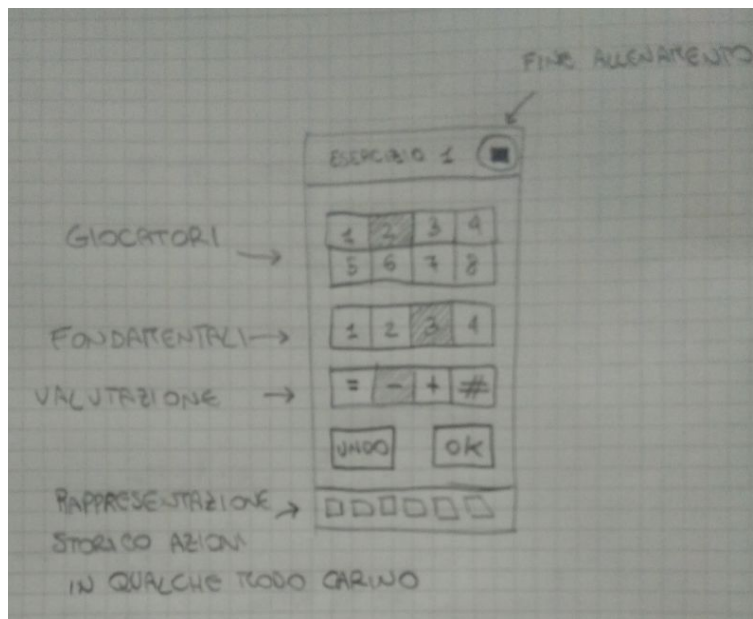 FINE ALLENAMENTO
ESERCIZIO 1
GIOCATORI
1 2 3 4
5 6 7 8
FONDAMENTALI
1 2 3 4
VALUTAZIONE
= - + #
UNDO OK
RAPPRESENTAZIONE
STORICO AZIONI
IN QUALCHE MODO CARINO